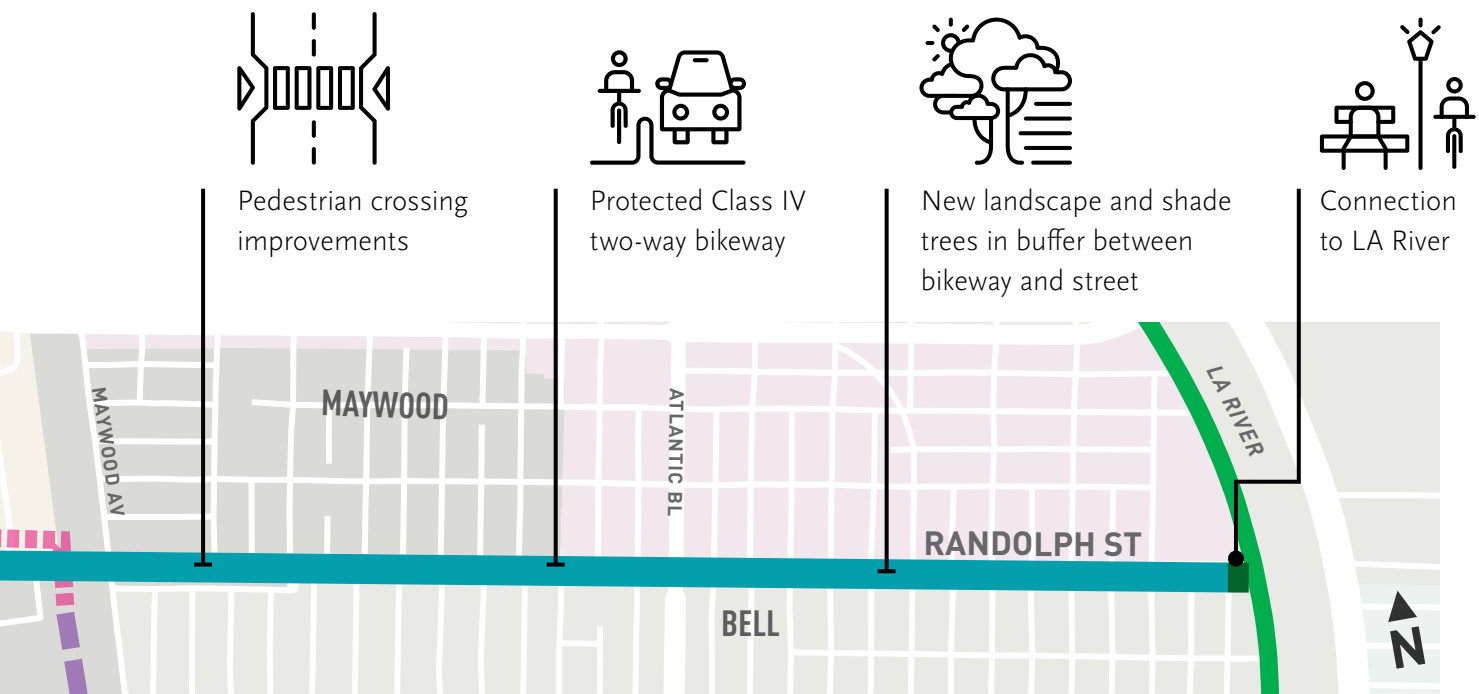 Pedestrian crossing
improvements
Protected Class IV
two-way bikeway
New landscape and shade
trees in buffer between
bikeway and street
Connection
to LA River
MAYWOOD AV
MAYWOOD
ATLANTIC BL
LA RIVER
RANDOLPH ST
BELL
N